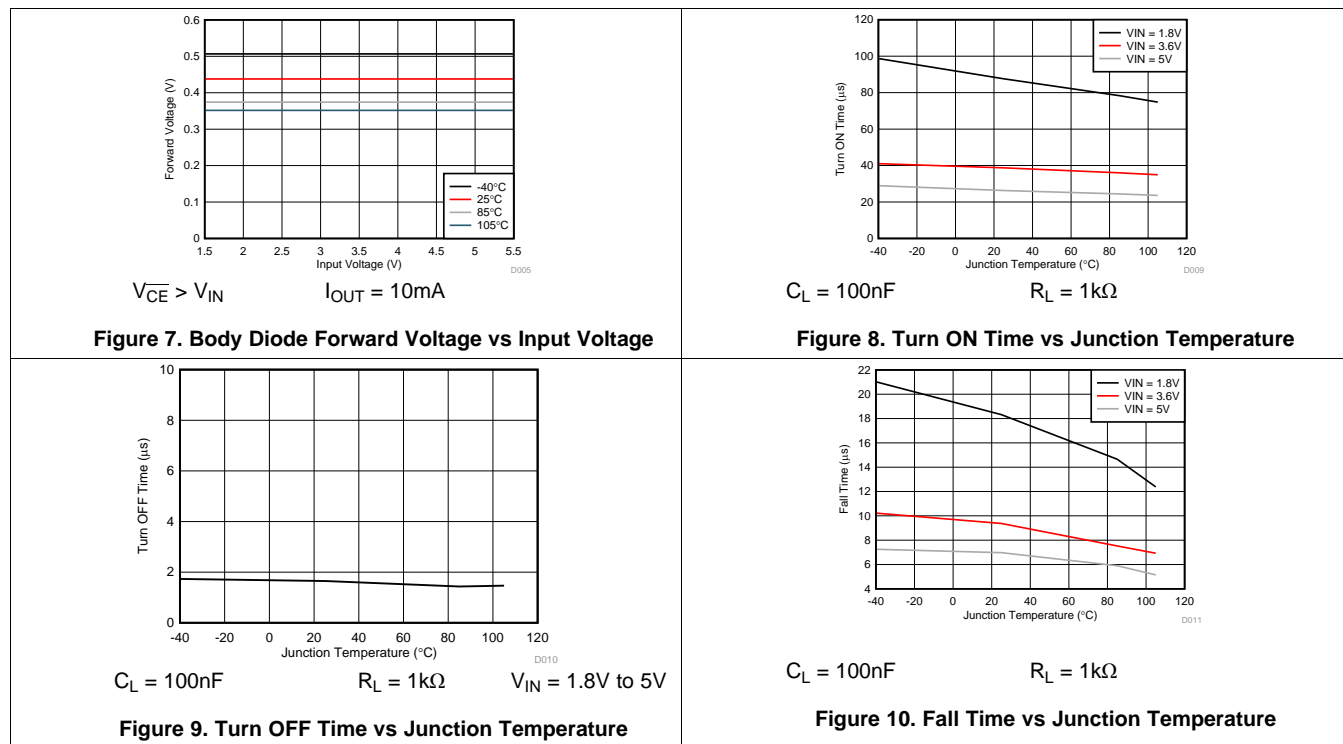 0.6
0.5
0.4
0.3
0.2
0.1
0
Forward Voltage (V)
-40°C
25°C
85°C
105°C
1.5 2 2.5 3 3.5 4 4.5 5 5.5
Input Voltage (V)
D005
VCE > VIN IOUT = 10mA
Figure 7. Body Diode Forward Voltage vs Input Voltage
120
100
80
60
40
20
0
Turn ON Time (μs)
VIN = 1.8V
VIN = 3.6V
VIN = 5V
-40 -20 0 20 40 60 80 100 120
Junction Temperature (°C)
D009
CL = 100nF RL = 1kΩ
Figure 8. Turn ON Time vs Junction Temperature
10
8
6
4
2
0
Turn OFF Time (μs)
-40 -20 0 20 40 60 80 100 120
Junction Temperature (°C)
D010
CL = 100nF RL = 1kΩ VIN = 1.8V to 5V
Figure 9. Turn OFF Time vs Junction Temperature
22
20
18
16
14
12
10
8
6
4
Fall Time (μs)
VIN = 1.8V
VIN = 3.6V
VIN = 5V
-40 -20 0 20 40 60 80 100 120
Junction Temperature (°C)
D011
CL = 100nF RL = 1kΩ
Figure 10. Fall Time vs Junction Temperature